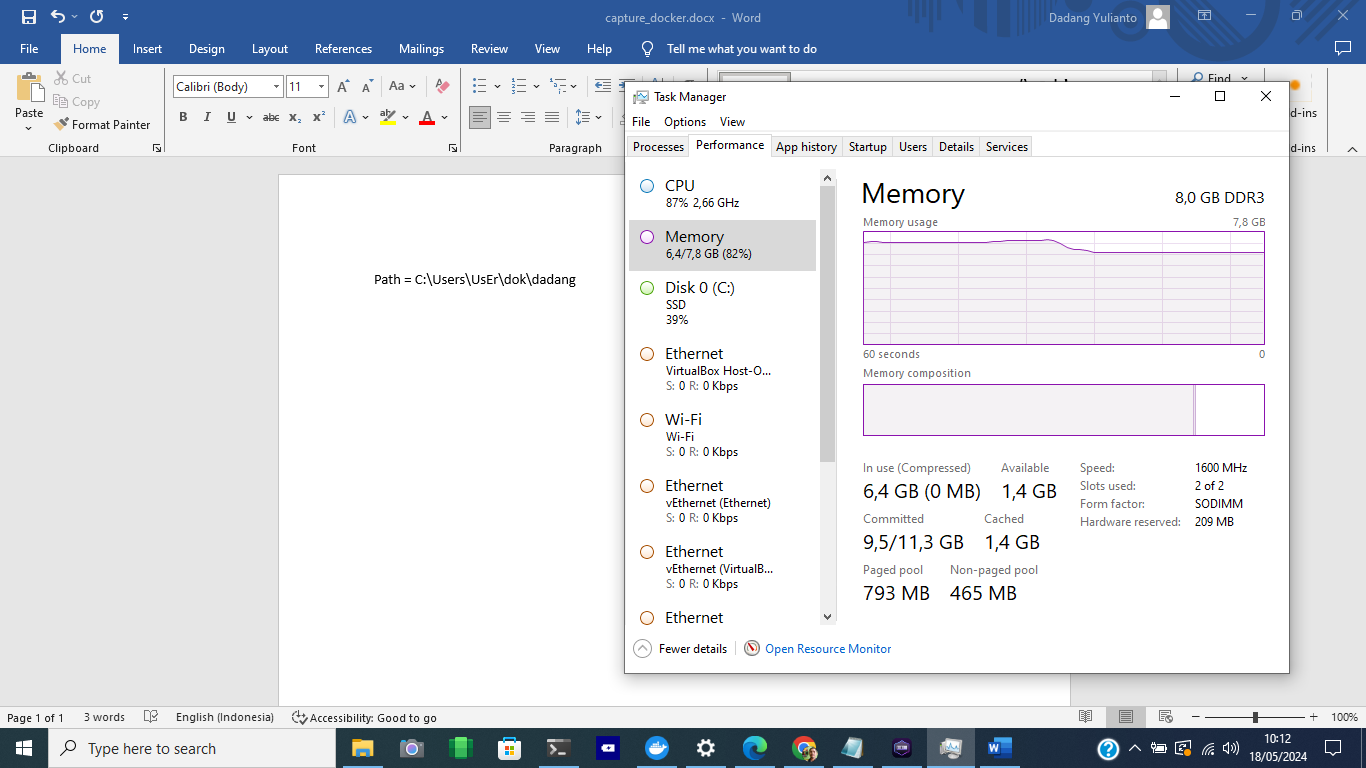 capture_docker.docx - Word
Dadang Yulianto
File Home Insert Design Layout References Mailings Review View Help Tell me what you want to do
Paste
Cut
Copy
Format Painter
Clipboard
Calibri (Body) 11
Aa
B I U abc x₂ x²
A A
Font
Paragraph
Find
d-ins
d-ins
Path = C:\Users\UsEr\dok\dadang
Task Manager
File Options View
Processes Performance App history Startup Users Details Services
CPU
87% 2,66 GHz
Memory
6,4/7,8 GB (82%)
Disk 0 (C:)
SSD
39%
Ethernet
VirtualBox Host-O...
S: 0 R: 0 Kbps
Wi-Fi
Wi-Fi
S: 0 R: 0 Kbps
Ethernet
vEthernet (Ethernet)
S: 0 R: 0 Kbps
Ethernet
vEthernet (VirtualB...
S: 0 R: 0 Kbps
Ethernet
Memory 8,0 GB DDR3
Memory usage 7,8 GB
60 seconds 0
Memory composition
In use (Compressed) Available
6,4 GB (0 MB) 1,4 GB
Committed Cached
9,5/11,3 GB 1,4 GB
Paged pool Non-paged pool
793 MB 465 MB
Speed: 1600 MHz
Slots used: 2 of 2
Form factor: SODIMM
Hardware reserved: 209 MB
Fewer details Open Resource Monitor
Page 1 of 1 3 words English (Indonesia) Accessibility: Good to go 100%
Type here to search
10:12
18/05/2024